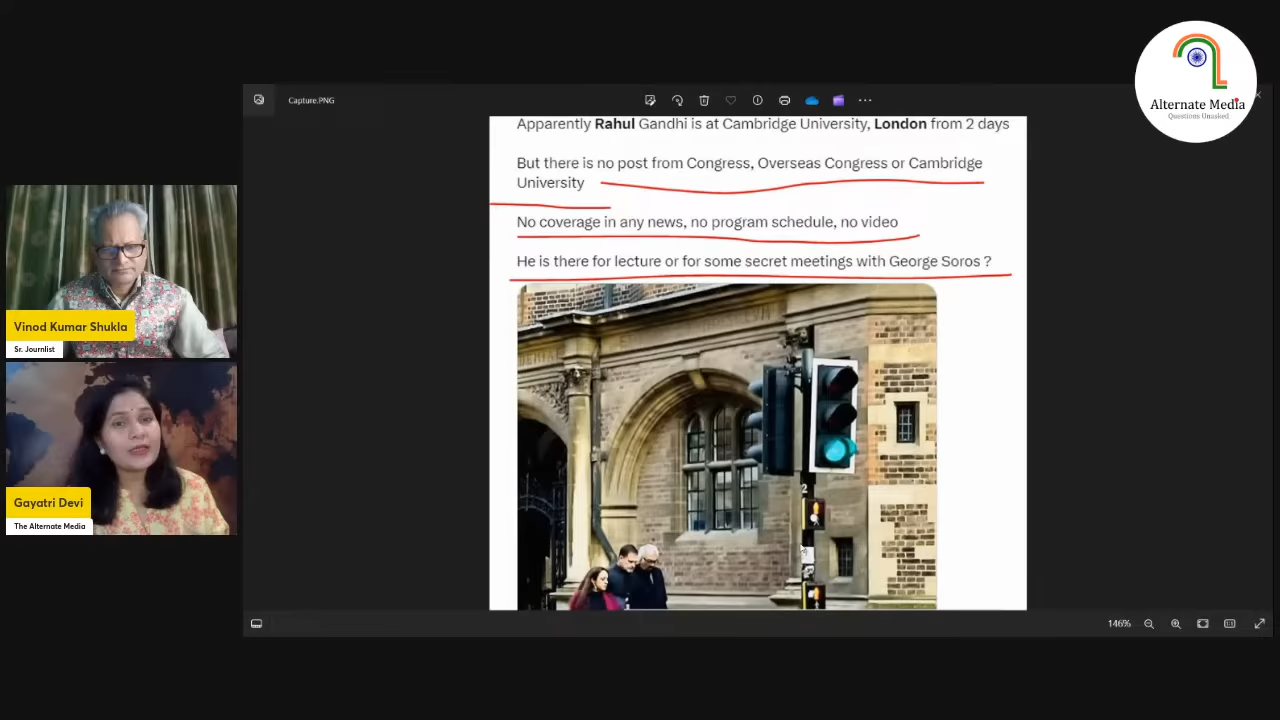 Alternate Media
Questions Unasked
Capture.PNG
Apparently Rahul Gandhi is at Cambridge University, London from 2 days
But there is no post from Congress, Overseas Congress or Cambridge
University
No coverage in any news, no program schedule, no video
He is there for lecture or for some secret meetings with George Soros ?
Vinod Kumar Shukla
Sr. Journlist
Gayatri Devi
The Alternate Media
146%